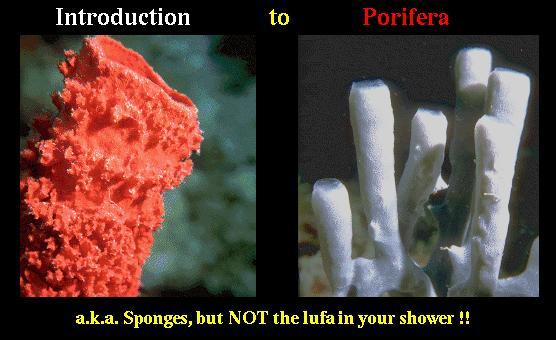 Introduction to Porifera
a.k.a. Sponges, but NOT the lufa in your shower !!